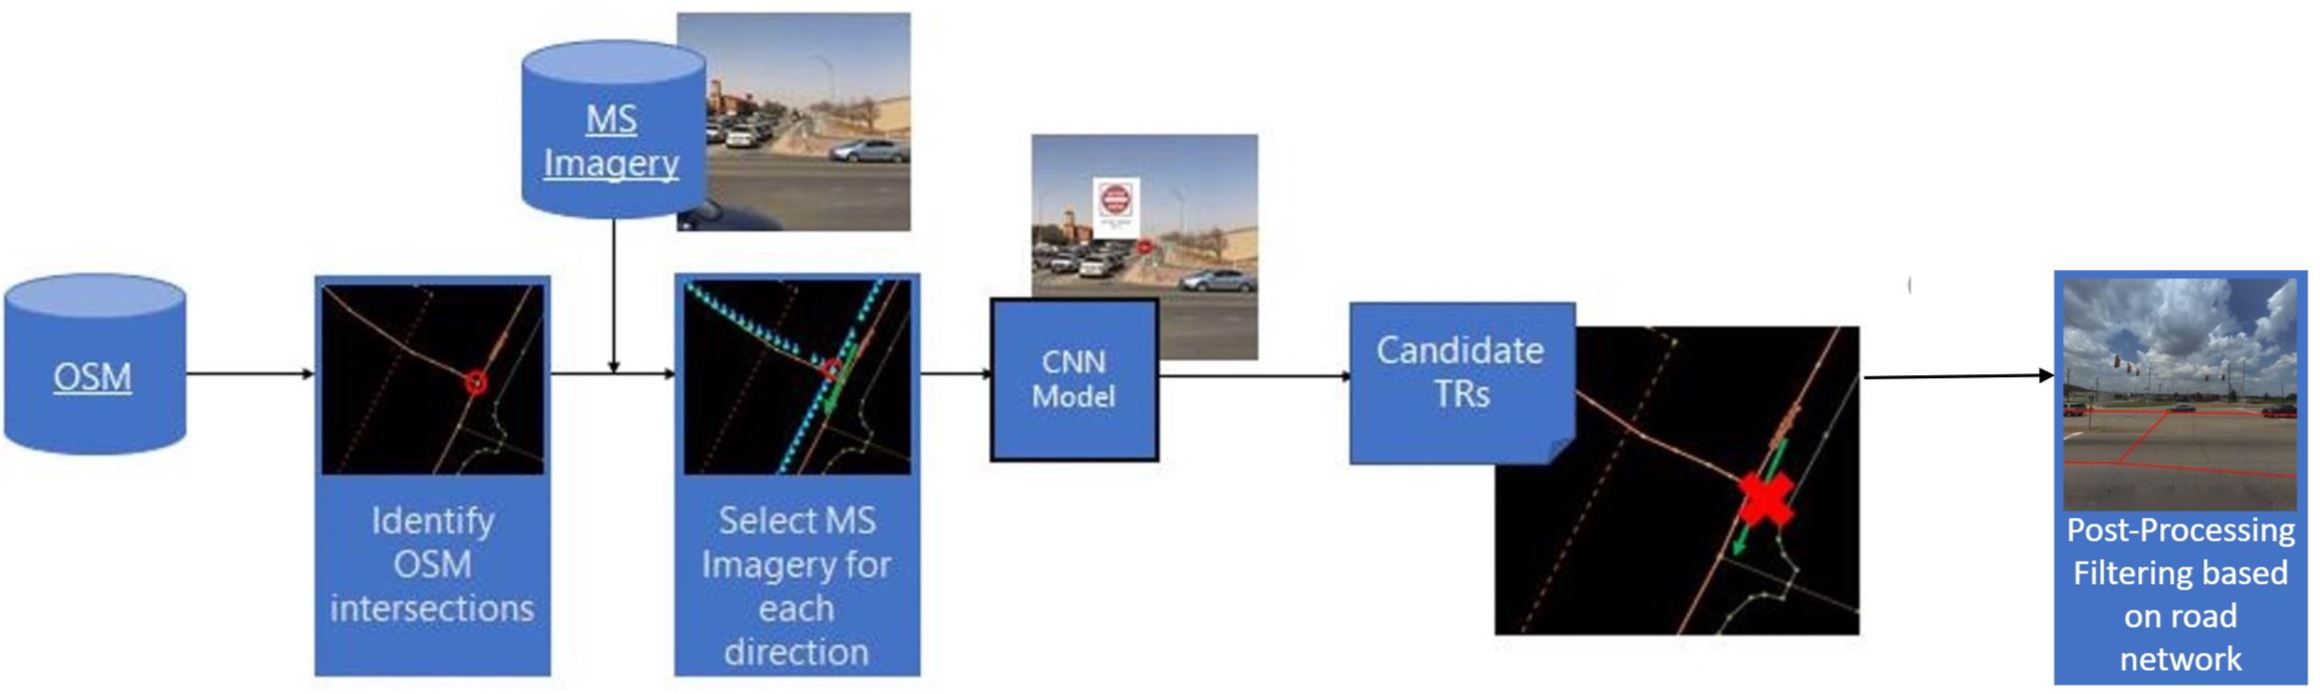 MS
Imagery
OSM
Identify
OSM
intersections
Select MS
Imagery for
each
direction
CNN
Model
Candidate
TRs
Post-Processing
Filtering based
on road
network